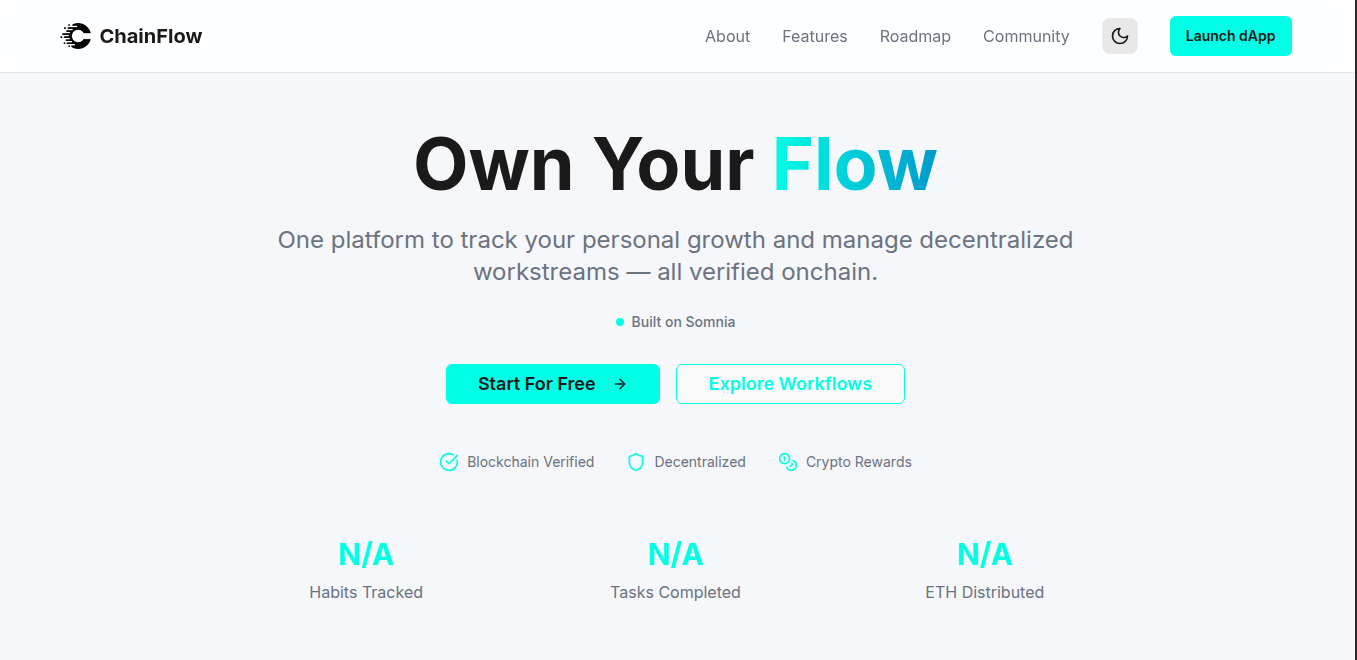 ChainFlow
About
Features
Roadmap
Community
Launch dApp
Own Your Flow
One platform to track your personal growth and manage decentralized
workstreams — all verified onchain.
Built on Somnia
Start For Free →
Explore Workflows
Blockchain Verified
Decentralized
Crypto Rewards
N/A
Habits Tracked
N/A
Tasks Completed
N/A
ETH Distributed